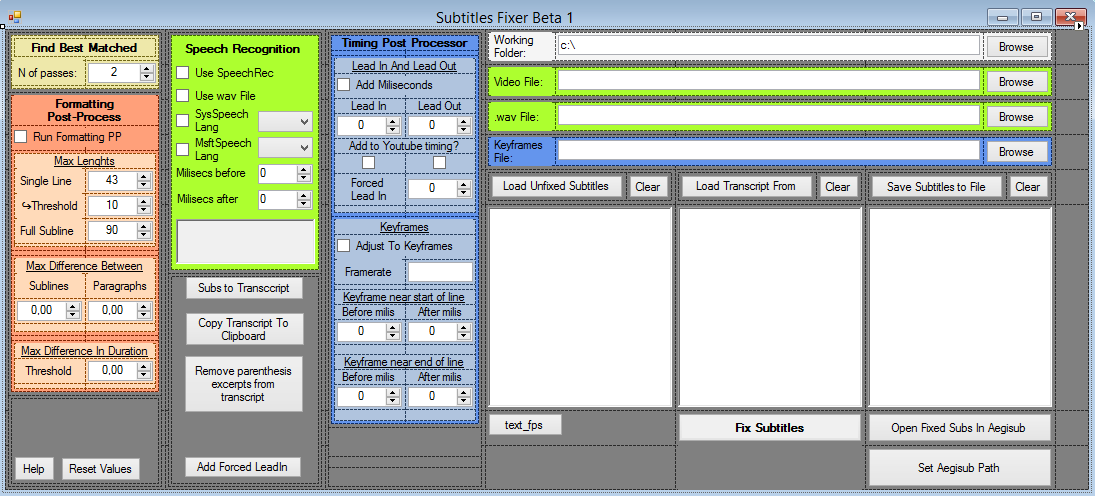 Subtitles Fixer Beta 1
Find Best Matched
N of passes:
2
Formatting
Post-Process
Run Formatting PP
Max Lenghts
Single Line
43
↪Threshold
10
Full Subline
90
Max Difference Between
Sublines
Paragraphs
0,00
0,00
Max Difference In Duration
Threshold
0,00
Help
Reset Values
Speech Recognition
Use SpeechRec
Use wav File
SysSpeech
Lang
MsftSpeech
Lang
Milisecs before
0
Milisecs after
0
Subs to Transccript
Copy Transcript To
Clipboard
Remove parenthesis
excerpts from
transcript
Add Forced LeadIn
Timing Post Processor
Lead In And Lead Out
Add Miliseconds
Lead In
Lead Out
0
0
Add to Youtube timing?
Forced
Lead In
0
Keyframes
Adjust To Keyframes
Framerate
Keyframe near start of line
Before milis
After milis
0
0
Keyframe near end of line
Before milis
After milis
0
0
Working
Folder:
c:\
Browse
Video File:
Browse
.wav File:
Browse
Keyframes
File:
Browse
Load Unfixed Subtitles
Clear
Load Transcript From
Clear
Save Subtitles to File
Clear
text_fps
Fix Subtitles
Open Fixed Subs In Aegisub
Set Aegisub Path